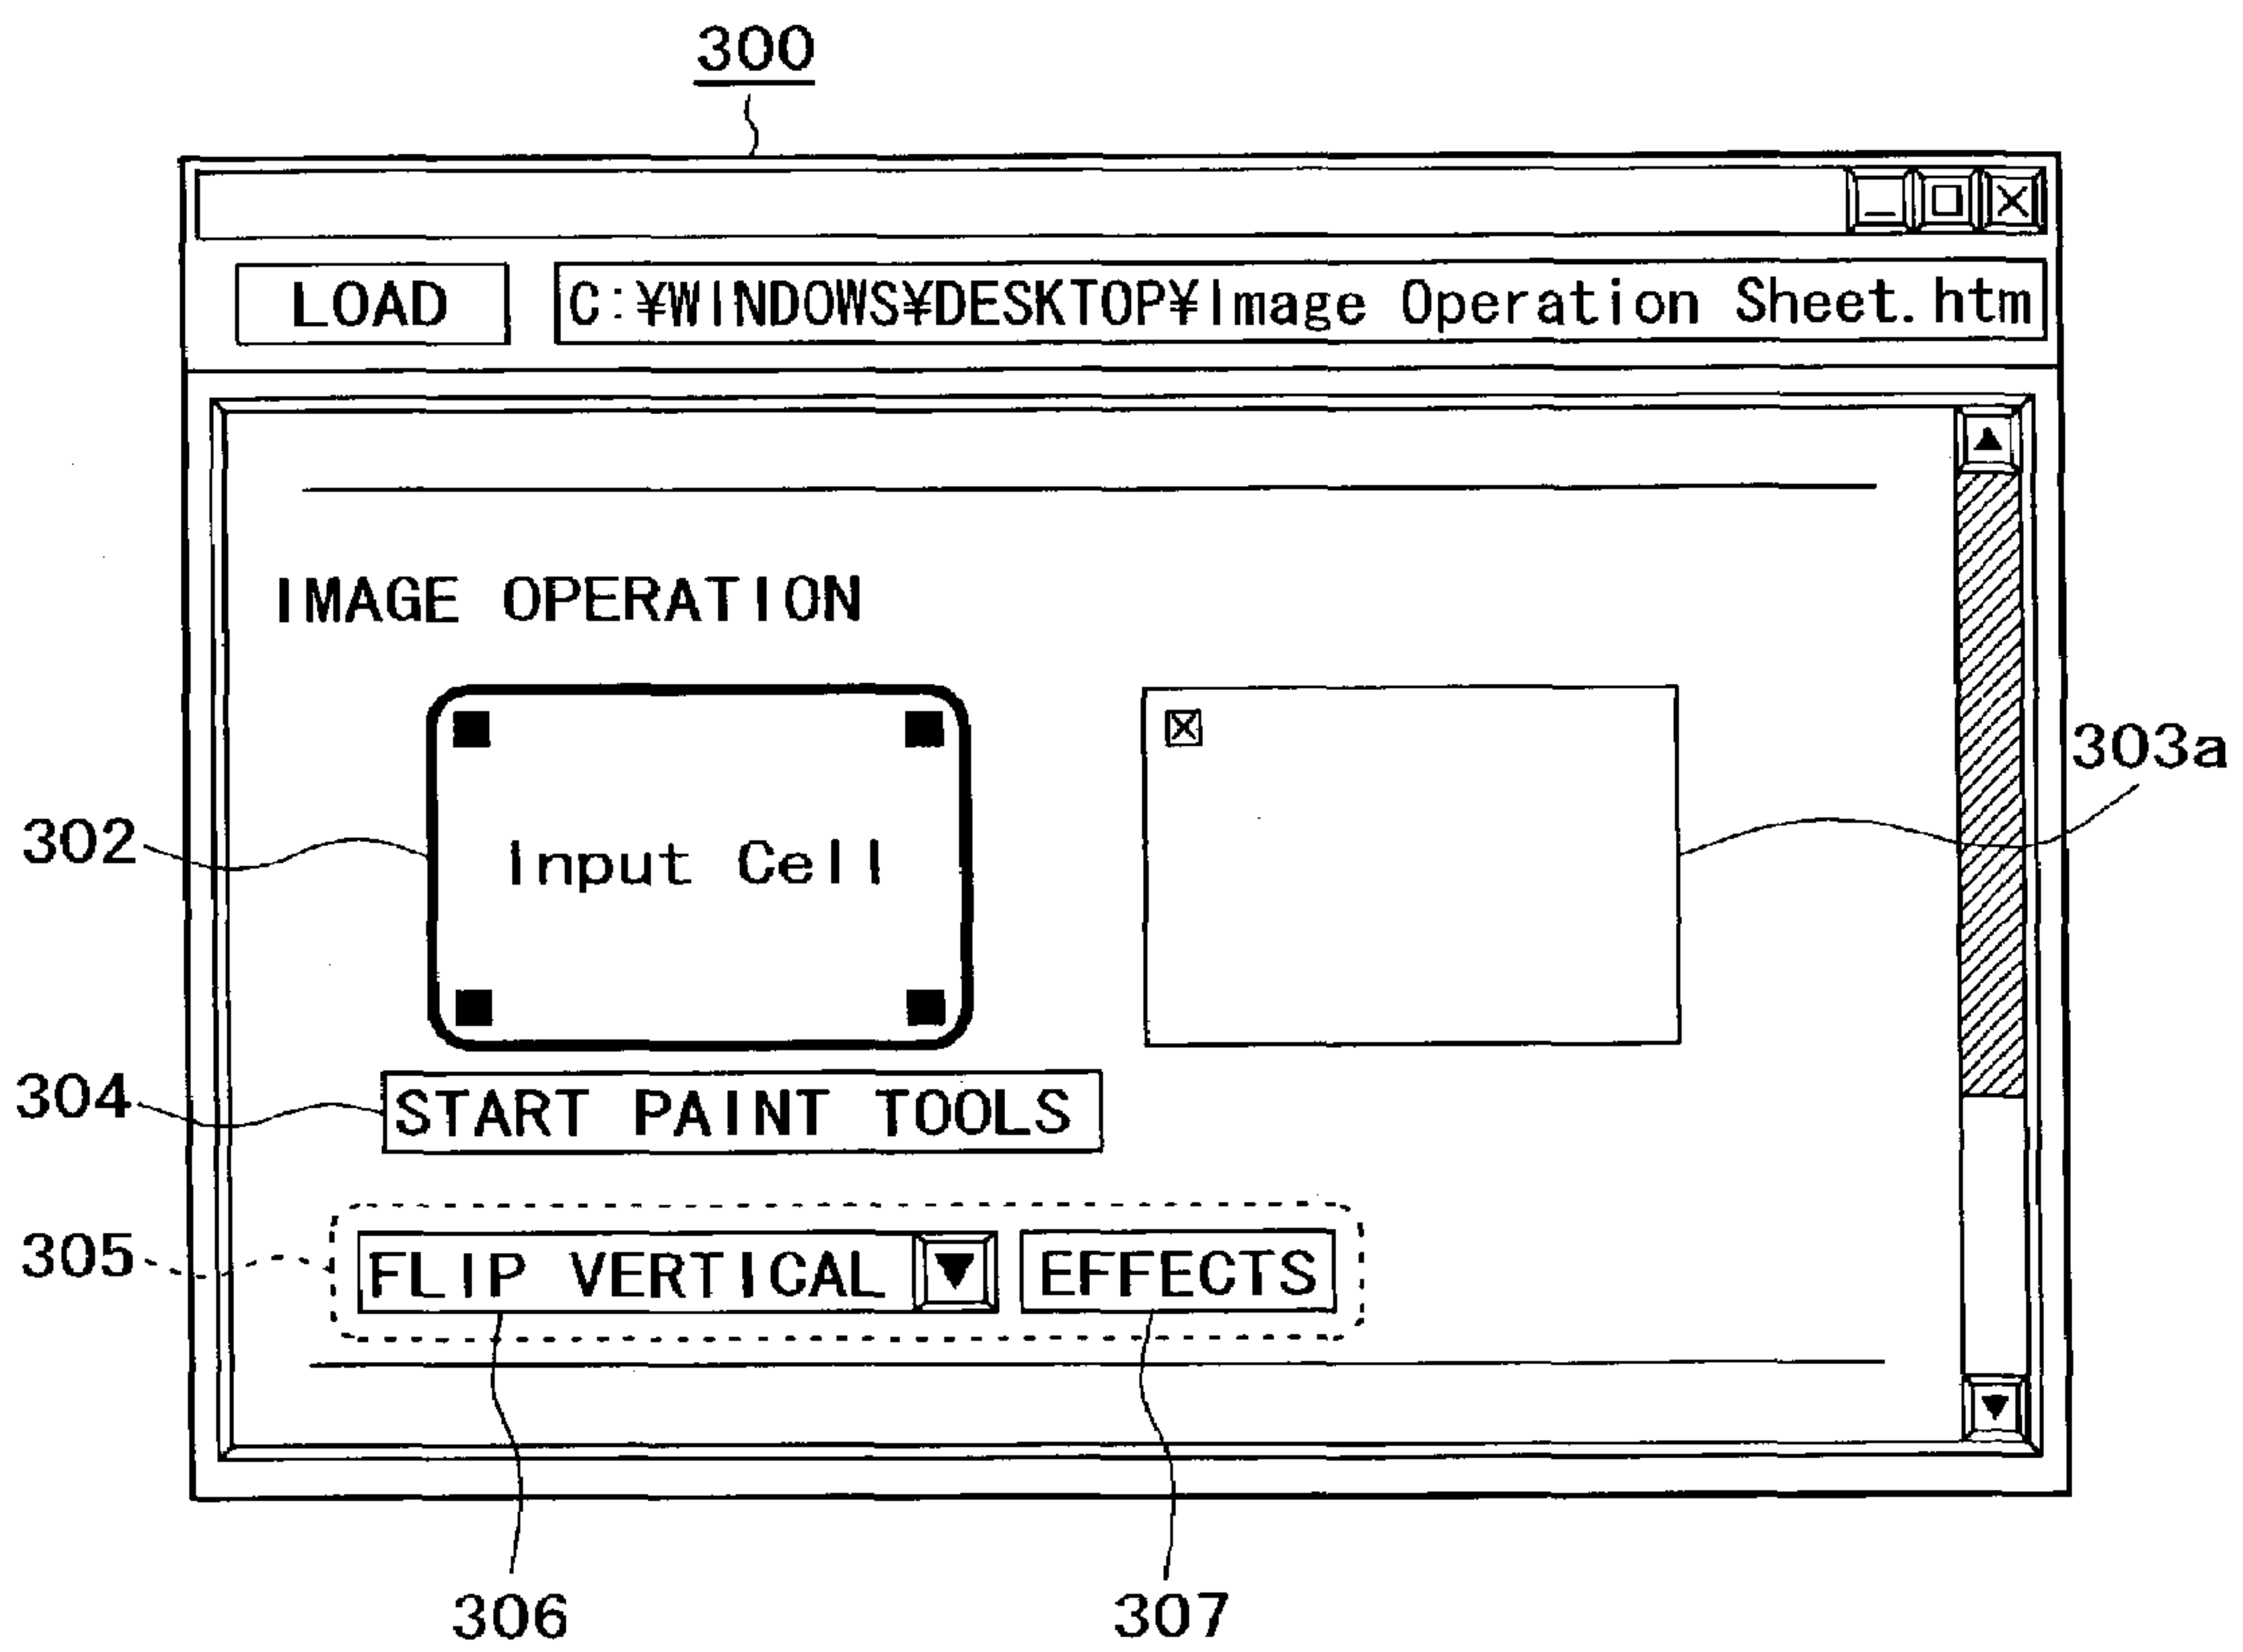 300
LOAD C:¥WINDOWS¥DESKTOP¥Image Operation Sheet.htm
IMAGE OPERATION
303a
302 Input Cell
304 START PAINT TOOLS
305 FLIP VERTICAL ▼ EFFECTS
306 307